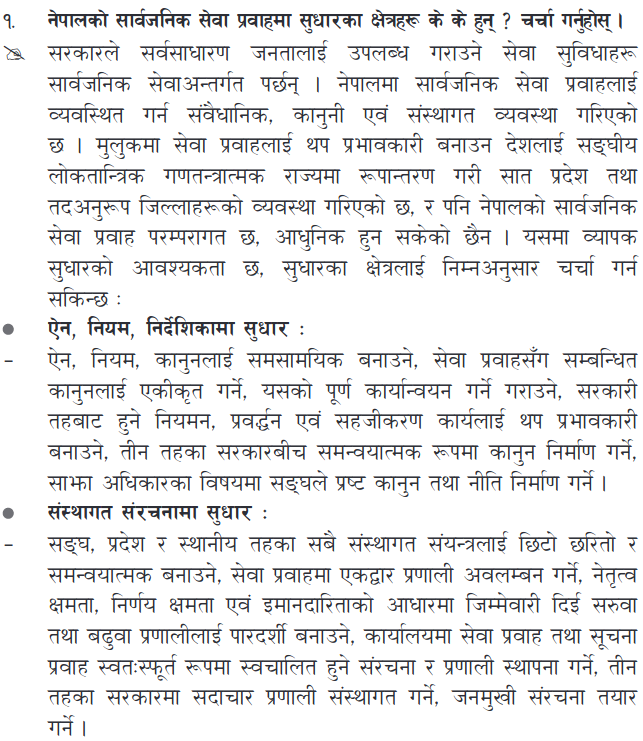 १. नेपालको सार्वजनिक सेवा प्रवाहमा सुधारका क्षेत्रहरू के के हुन् ? चर्चा गर्नुहोस् ।
सरकारले सर्वसाधारण जनतालाई उपलब्ध गराउने सेवा सुविधाहरू
सार्वजनिक सेवाअन्तर्गत पर्छन् । नेपालमा सार्वजनिक सेवा प्रवाहलाई
व्यवस्थित गर्न संवैधानिक, कानुनी एवं संस्थागत व्यवस्था गरिएको
छ । मुलुकमा सेवा प्रवाहलाई थप प्रभावकारी बनाउन देशलाई सङ्घीय
लोकतान्त्रिक गणतन्त्रात्मक राज्यमा रूपान्तरण गरी सात प्रदेश तथा
तदअनुरूप जिल्लाहरूको व्यवस्था गरिएको छ, र पनि नेपालको सार्वजनिक
सेवा प्रवाह परम्परागत छ, आधुनिक हुन सकेको छैन । यसमा व्यापक
सुधारको आवश्यकता छ, सुधारका क्षेत्रलाई निम्नअनुसार चर्चा गर्न
सकिन्छ :
● ऐन, नियम, निर्देशिकामा सुधार :
– ऐन, नियम, कानुनलाई समसामयिक बनाउने, सेवा प्रवाहसँग सम्बन्धित
कानुनलाई एकीकृत गर्ने, यसको पूर्ण कार्यान्वयन गर्ने गराउने, सरकारी
तहबाट हुने नियमन, प्रवर्द्धन एवं सहजीकरण कार्यलाई थप प्रभावकारी
बनाउने, तीन तहका सरकारबीच समन्वयात्मक रूपमा कानुन निर्माण गर्ने,
साझा अधिकारका विषयमा सङ्घले प्रष्ट कानुन तथा नीति निर्माण गर्ने ।
● संस्थागत संरचनामा सुधार :
– सङ्घ, प्रदेश र स्थानीय तहका सबै संस्थागत संयन्त्रलाई छिटो छरितो र
समन्वयात्मक बनाउने, सेवा प्रवाहमा एकद्वार प्रणाली अवलम्बन गर्ने, नेतृत्व
क्षमता, निर्णय क्षमता एवं इमानदारिताको आधारमा जिम्मेवारी दिई सरुवा
तथा बढुवा प्रणालीलाई पारदर्शी बनाउने, कार्यालयमा सेवा प्रवाह तथा सूचना
प्रवाह स्वतःस्फूर्त रूपमा स्वचालित हुने संरचना र प्रणाली स्थापना गर्ने, तीन
तहका सरकारमा सदाचार प्रणाली संस्थागत गर्ने, जनमुखी संरचना तयार
गर्ने ।